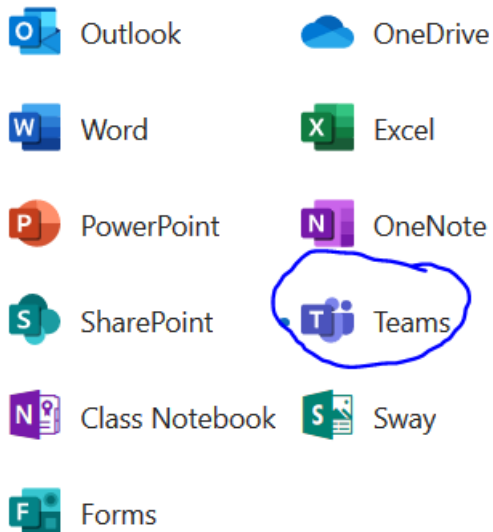 Outlook OneDrive
W Word X Excel
P PowerPoint N OneNote
S SharePoint T Teams
N Class Notebook S Sway
F Forms